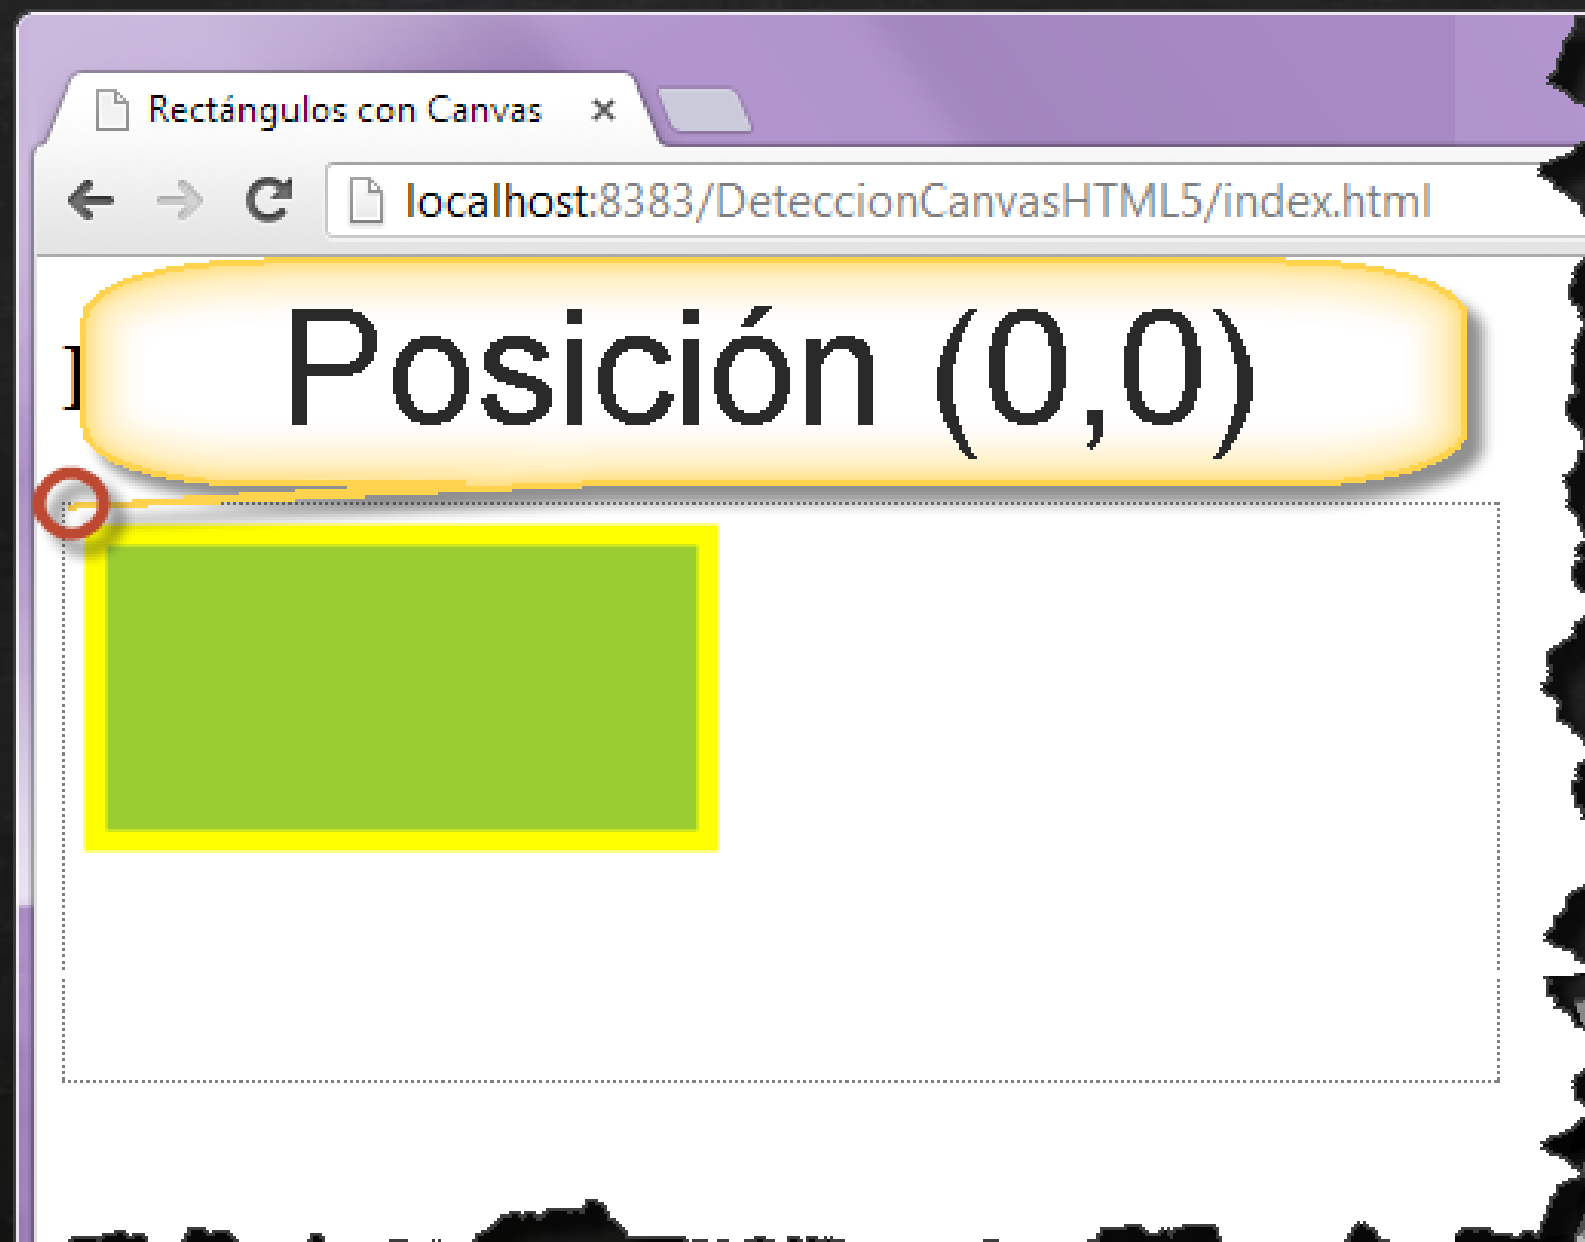 Rectángulos con Canvas
localhost:8383/DeteccionCanvasHTML5/index.html
Posición (0,0)